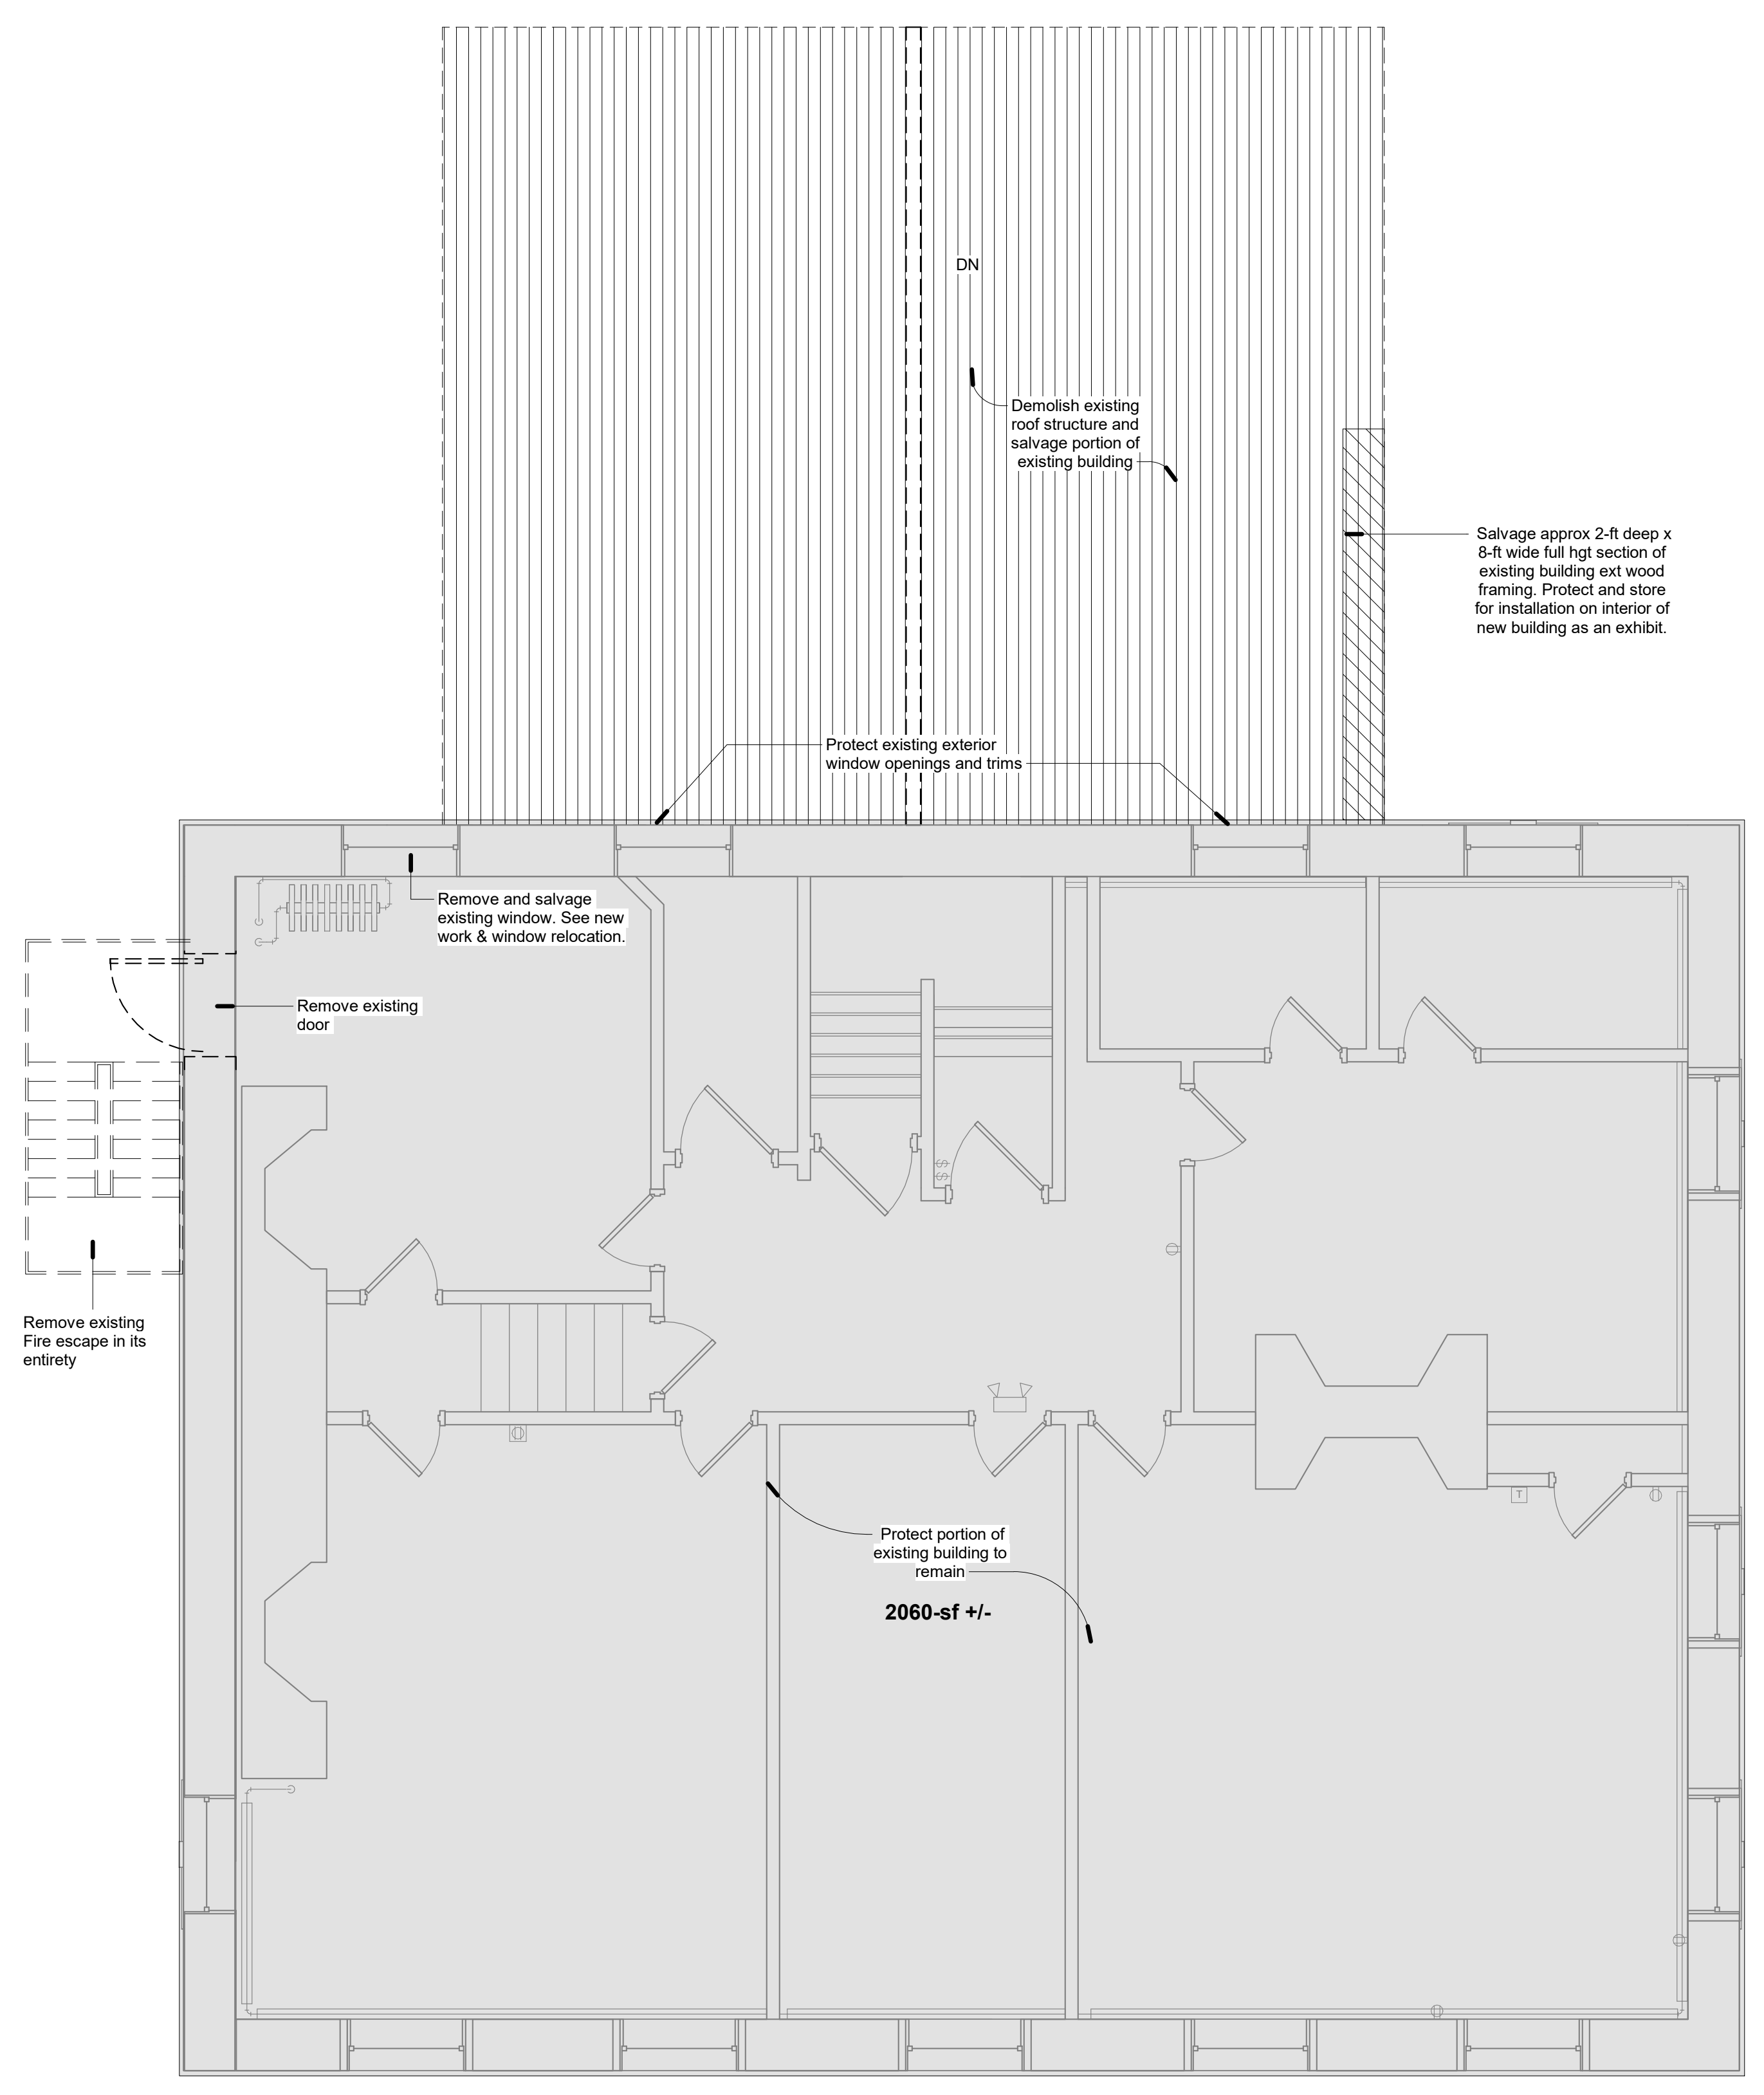 DN
Demolish existing
roof structure and
salvage portion of
existing building
Salvage approx 2-ft deep x
8-ft wide full hgt section of
existing building ext wood
framing. Protect and store
for installation on interior of
new building as an exhibit.
Protect existing exterior
window openings and trims
Remove and salvage
existing window. See new
work & window relocation.
Remove existing
door
$
$
Remove existing
Fire escape in its
entirety
T
Protect portion of
existing building to
remain
2060-sf +/-